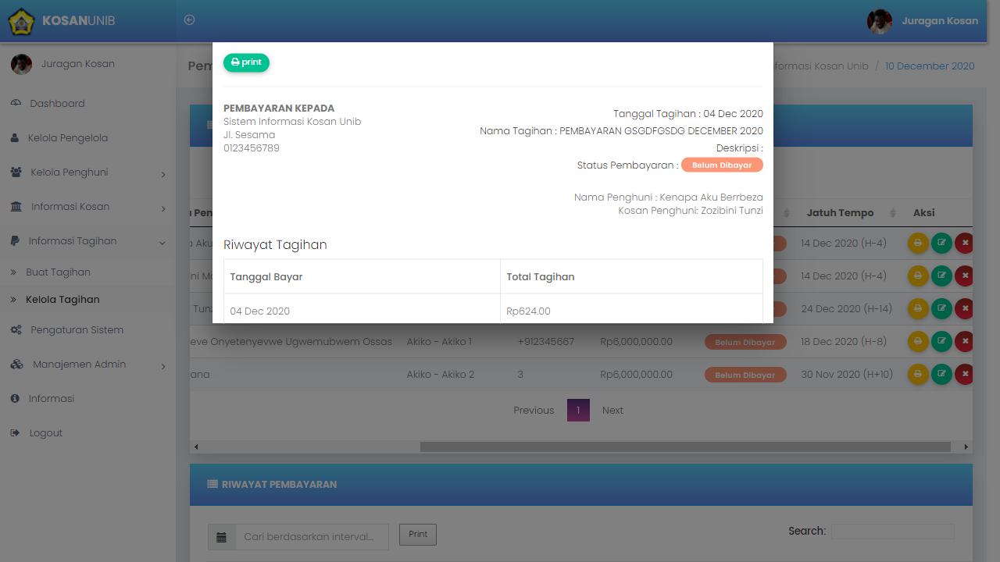 KOSANUNIB
Juragan Kosan
Juragan Kosan
Dashboard
Kelola Pengelola
Kelola Penghuni
Informasi Kosan
Informasi Tagihan
Buat Tagihan
Kelola Tagihan
Pengaturan Sistem
Manajemen Admin
Informasi
Logout
Pem
formasi Kosan Unib / 10 December 2020
print
PEMBAYARAN KEPADA
Sistem Informasi Kosan Unib
Jl. Sesama
0123456789
Tanggal Tagihan : 04 Dec 2020
Nama Tagihan : PEMBAYARAN GSGDFGSDG DECEMBER 2020
Deskripsi :
Status Pembayaran : Belum Dibayar
Nama Penghuni : Kenapa Aku Berrbeza
Kosan Penghuni: Zozibini Tunzi
Riwayat Tagihan
Tanggal Bayar Total Tagihan
04 Dec 2020 Rp624.00
Pen Jatuh Tempo Aksi
Aku 14 Dec 2020 (H-4)
ni Mo 14 Dec 2020 (H-4)
Tunz 24 Dec 2020 (H-14)
eve Onyetenyevwe Ugwemubwem Ossas Akiko - Akiko 1 +912345667 Rp6,000,000.00 Belum Dibayar 18 Dec 2020 (H-8)
ana Akiko - Akiko 2 3 Rp6,000,000.00 Belum Dibayar 30 Nov 2020 (H+10)
Previous 1 Next
RIWAYAT PEMBAYARAN
Cari berdasarkan interval... Print Search: